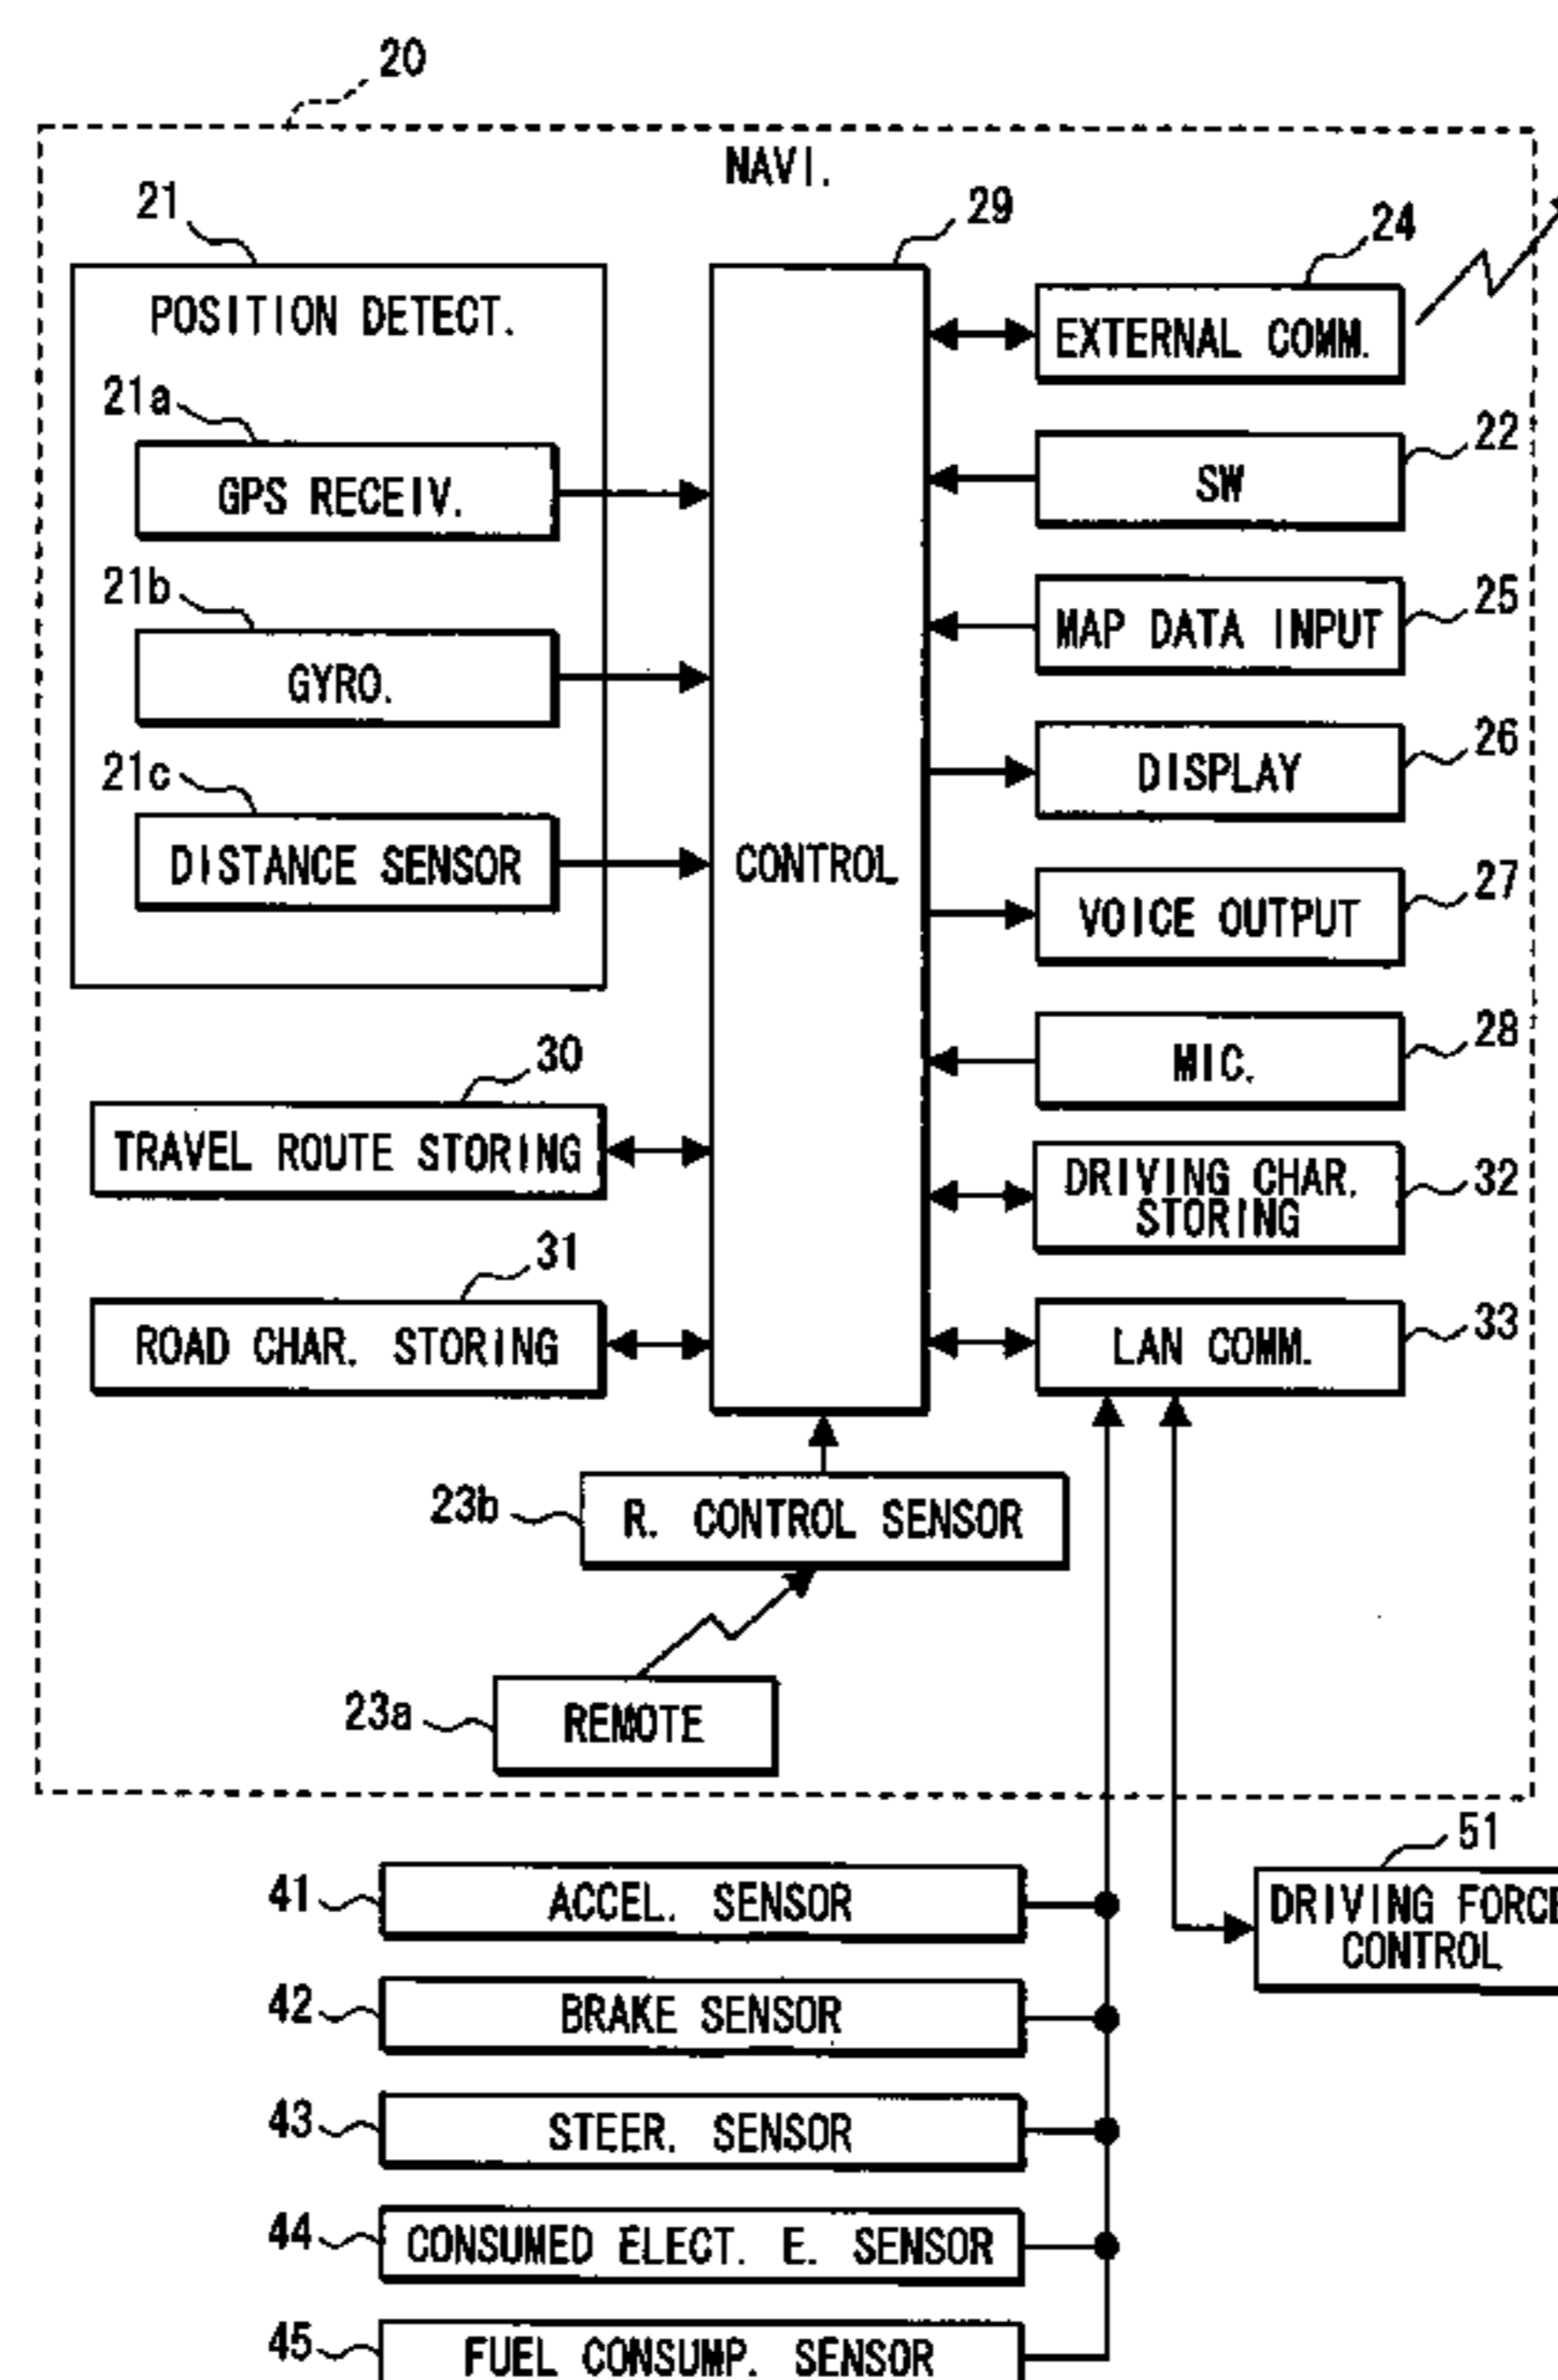 20
NAVI.
21
29
24
POSITION DETECT.
EXTERNAL COMM.
21a
GPS RECEIV.
22
SW
21b
GYRO.
25
MAP DATA INPUT
26
DISPLAY
21c
DISTANCE SENSOR
CONTROL
27
VOICE OUTPUT
28
MIC.
30
TRAVEL ROUTE STORING
32
DRIVING CHAR.
STORING
31
ROAD CHAR. STORING
33
LAN COMM.
23b
R. CONTROL SENSOR
23a
REMOTE
51
DRIVING FORCE
CONTROL
41
ACCEL. SENSOR
42
BRAKE SENSOR
43
STEER. SENSOR
44
CONSUMED ELECT. E. SENSOR
45
FUEL CONSUMP. SENSOR